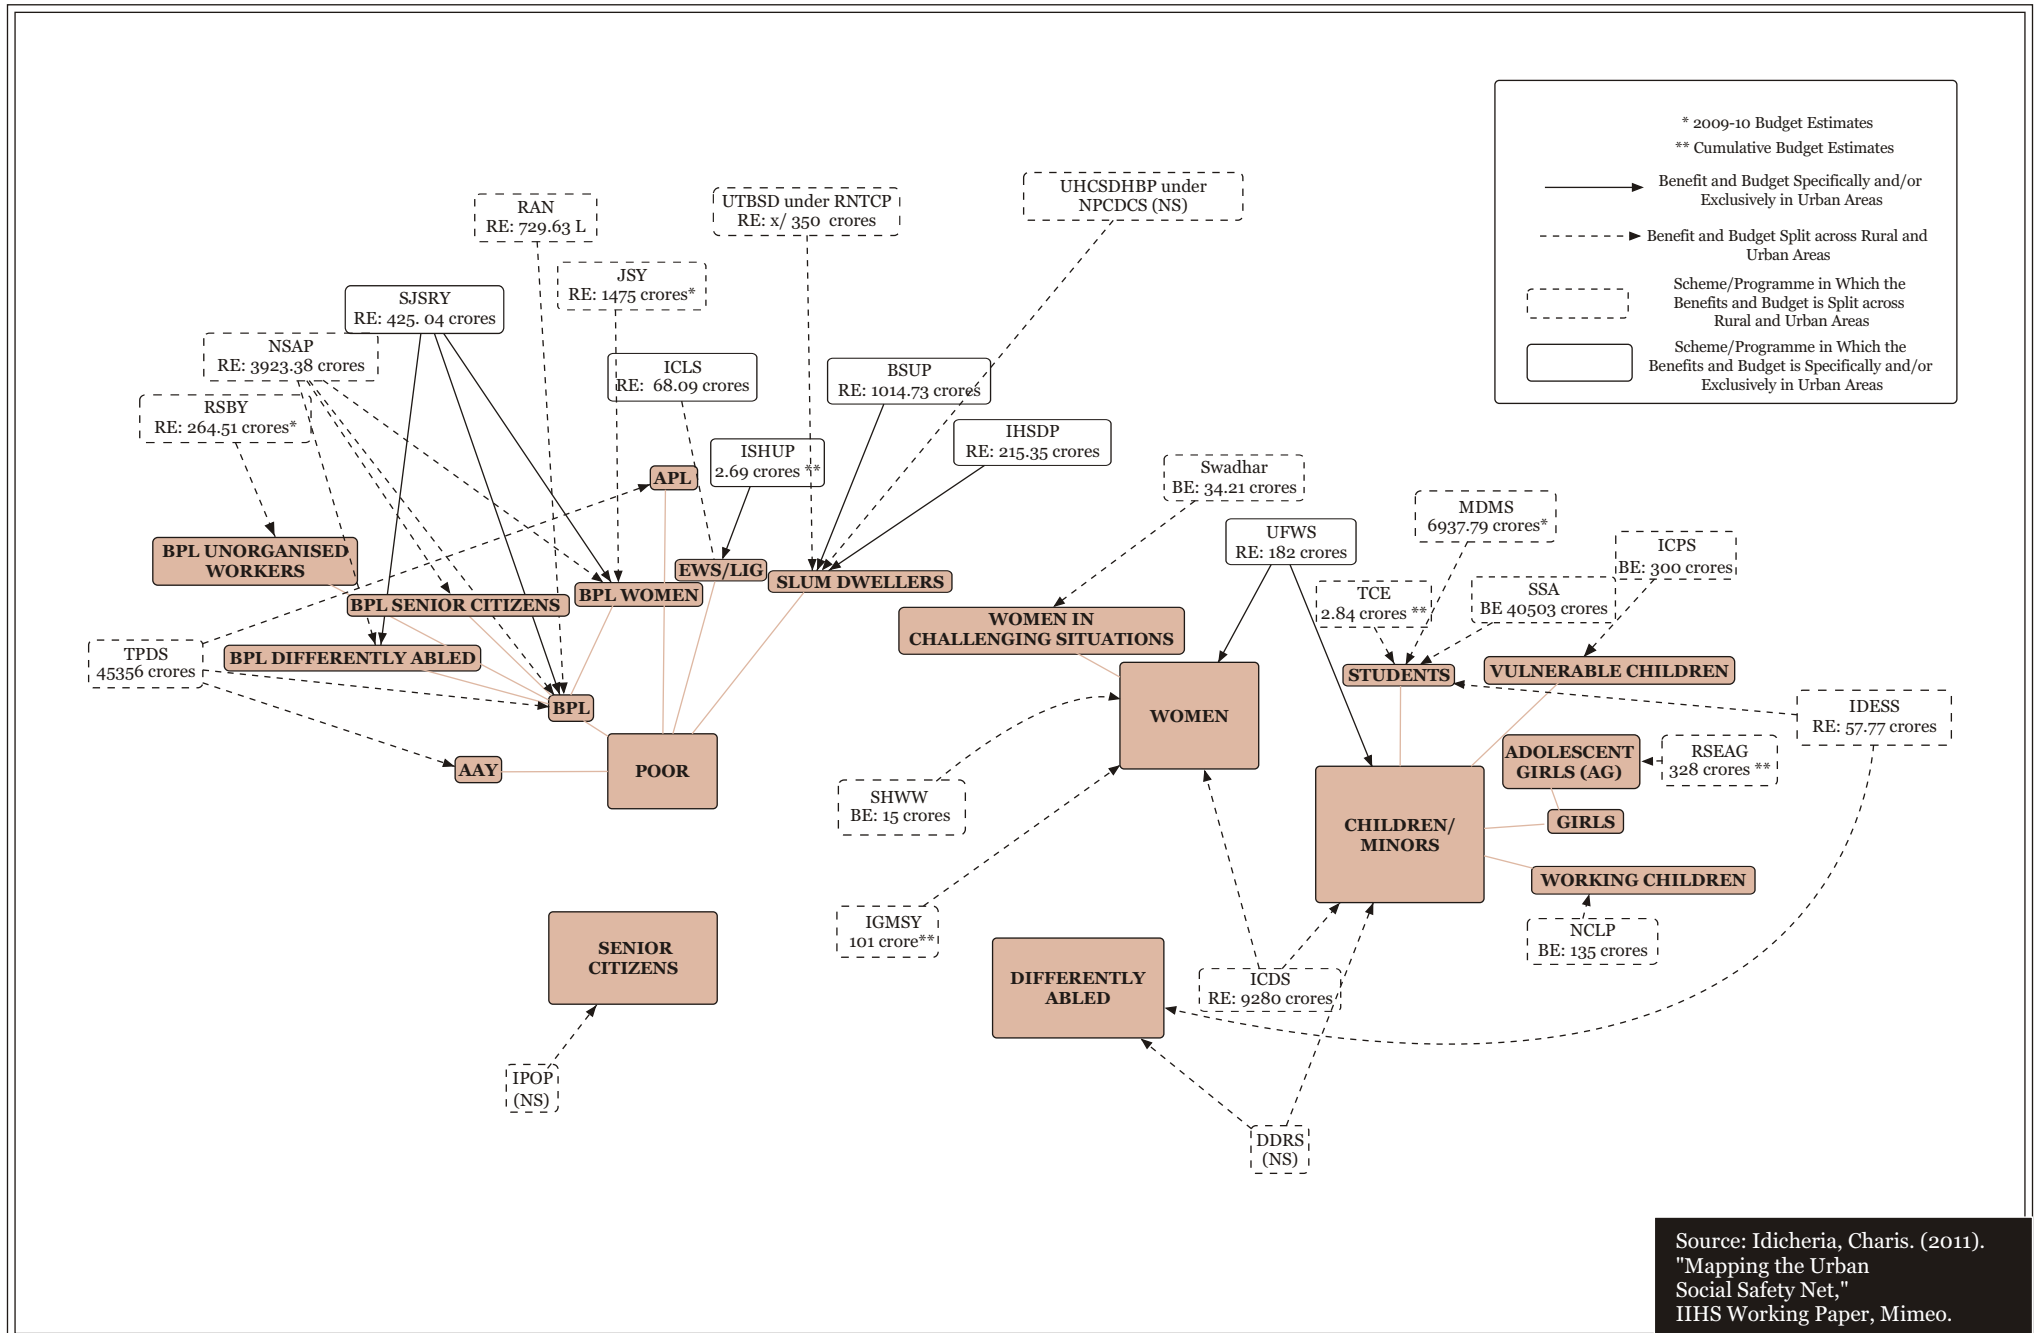 * 2009-10 Budget Estimates
** Cumulative Budget Estimates
Benefit and Budget Specifically and/or
Exclusively in Urban Areas
Benefit and Budget Split across Rural and
Urban Areas
Scheme/Programme in Which the
Benefits and Budget is Split across
Rural and Urban Areas
Scheme/Programme in Which the
Benefits and Budget is Specifically and/or
Exclusively in Urban Areas
UHCSDHBP under
NPCDCS (NS)
UTBSD under RNTCP
RE: x/ 350 crores
RAN
RE: 729.63 L
JSY
RE: 1475 crores*
SJSRY
RE: 425. 04 crores
NSAP
RE: 3923.38 crores
RSBY
RE: 264.51 crores*
ICLS
RE: 68.09 crores
BSUP
RE: 1014.73 crores
IHSDP
RE: 215.35 crores
ISHUP
2.69 crores **
APL
Swadhar
BE: 34.21 crores
MDMS
6937.79 crores*
UFWS
RE: 182 crores
ICPS
BE: 300 crores
BPL UNORGANISED
WORKERS
EWS/LIG
SLUM DWELLERS
BPL WOMEN
BPL SENIOR CITIZENS
TCE
2.84 crore **
SSA
BE 40503 crores
WOMEN IN
CHALLENGING SITUATIONS
TPDS
45356 crores
BPL DIFFERENTLY ABLED
STUDENTS
VULNERABLE CHILDREN
BPL
WOMEN
IDESS
RE: 57.77 crores
ADOLESCENT
GIRLS (AG)
RSEAG
328 crores **
AAY
POOR
SHWW
BE: 15 crores
CHILDREN/
MINORS
GIRLS
WORKING CHILDREN
IGMSY
101 crore**
NCLP
BE: 135 crores
SENIOR
CITIZENS
DIFFERENTLY
ABLED
ICDS
RE: 9280 crores
IPOP
(NS)
DDRS
(NS)
Source: Idicheria, Charis. (2011).
"Mapping the Urban
Social Safety Net,"
IIHS Working Paper, Mimeo.